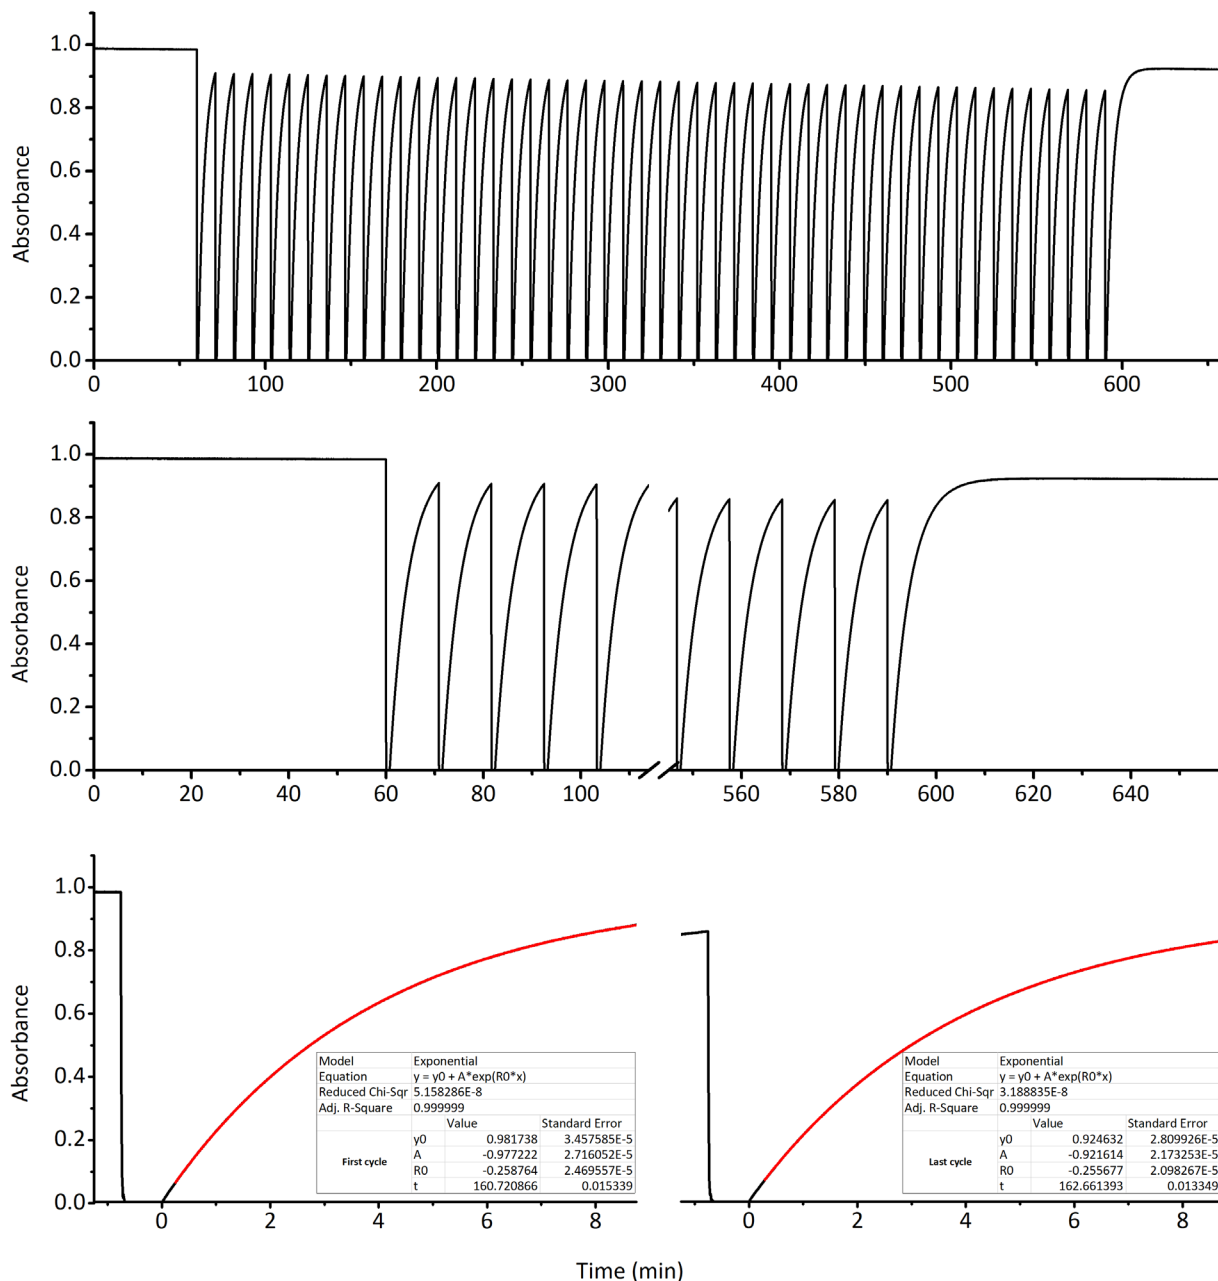 Absorbance
1.0
0.8
0.6
0.4
0.2
0.0
0 100 200 300 400 500 600
Absorbance
1.0
0.8
0.6
0.4
0.2
0.0
0 20 40 60 80 100 560 580 600 620 640
Absorbance
1.0
0.8
0.6
0.4
0.2
0.0
Model Exponential
Equation y = y0 + A*exp(R0*x)
Reduced Chi-Sqr 5.158286E-8
Adj. R-Square 0.999999
Value Standard Error
First cycle
y0 0.981738 3.457585E-5
A -0.977222 2.716052E-5
R0 -0.258764 2.469557E-5
t 160.720866 0.015339
Model Exponential
Equation y = y0 + A*exp(R0*x)
Reduced Chi-Sqr 3.188835E-8
Adj. R-Square 0.999999
Value Standard Error
Last cycle
y0 0.924632 2.809926E-5
A -0.921614 2.173253E-5
R0 -0.255677 2.098267E-5
t 162.661393 0.013349
0 2 4 6 8 0 2 4 6 8
Time (min)